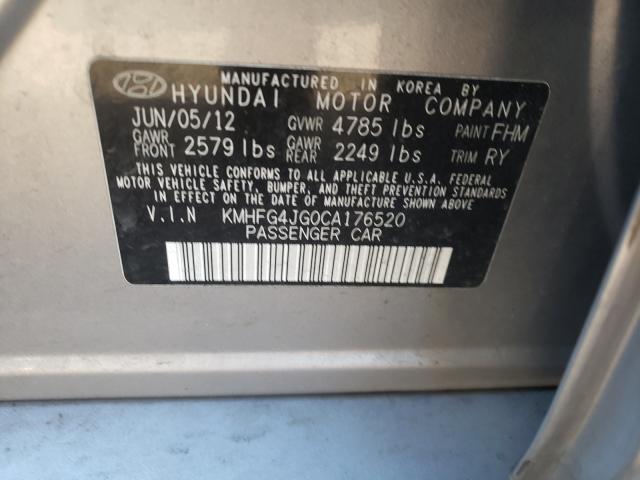 MANUFACTURED IN KOREA BY
HYUNDAI MOTOR COMPANY
JUN/05/12 GVWR 4785 lbs PAINT FHM
GAWR FRONT 2579 lbs GAWR REAR 2249 lbs TRIM RY
THIS VEHICLE CONFORMS TO ALL APPLICABLE U.S.A. FEDERAL
MOTOR VEHICLE SAFETY, BUMPER, AND THEFT PREVENTION STANDARDS
IN EFFECT ON THE DATE OF MANUFACTURE SHOWN ABOVE.
V.I.N KMHFG4JG0CA176520
PASSENGER CAR